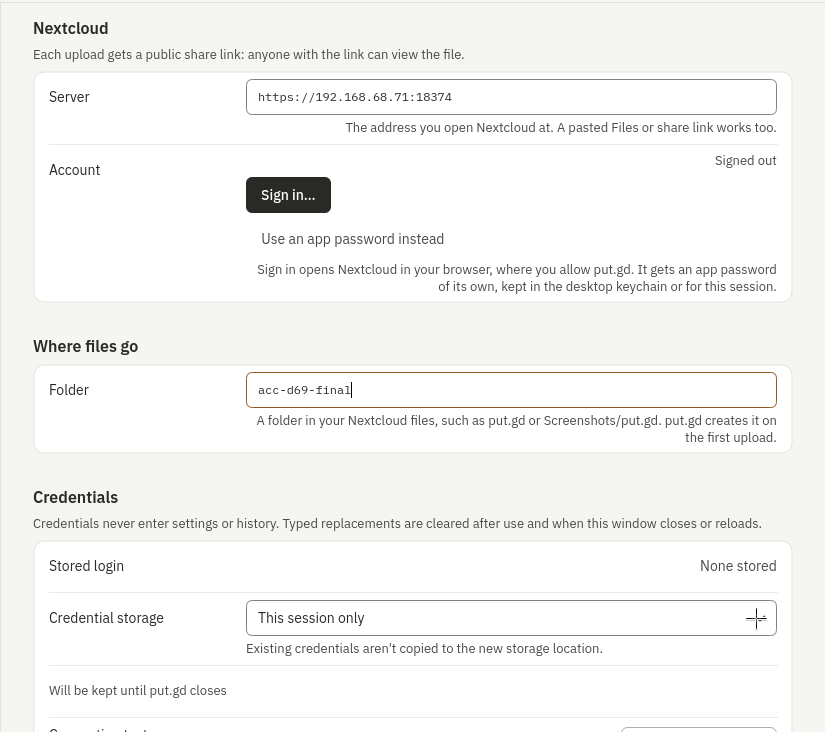 Nextcloud
Each upload gets a public share link: anyone with the link can view the file.
Server
https://192.168.68.71:18374
The address you open Nextcloud at. A pasted Files or share link works too.
Account
Signed out
Sign in...
Use an app password instead
Sign in opens Nextcloud in your browser, where you allow put.gd. It gets an app password
of its own, kept in the desktop keychain or for this session.
Where files go
Folder
acc-d69-final
A folder in your Nextcloud files, such as put.gd or Screenshots/put.gd. put.gd creates it on
the first upload.
Credentials
Credentials never enter settings or history. Typed replacements are cleared after use and when this window closes or reloads.
Stored login
None stored
Credential storage
This session only
Existing credentials aren't copied to the new storage location.
Will be kept until put.gd closes